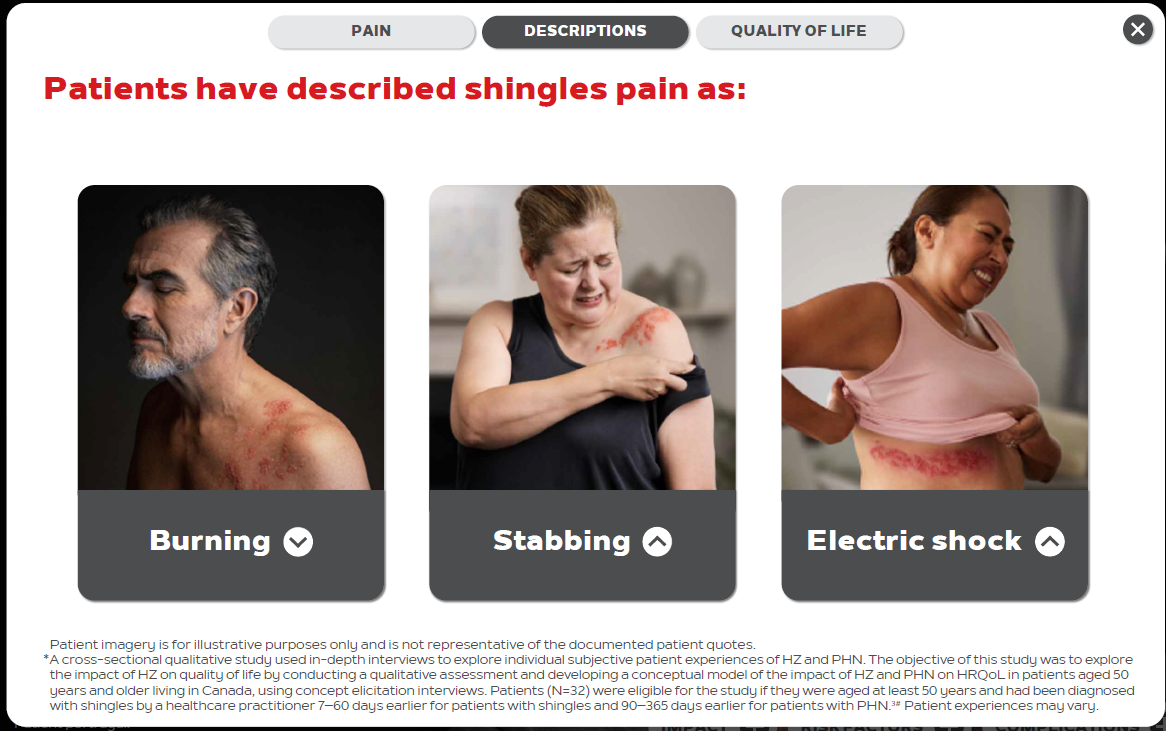 PAIN
DESCRIPTIONS
QUALITY OF LIFE
Patients have described shingles pain as:
Burning
Stabbing
Electric shock
Patient imagery is for illustrative purposes only and is not representative of the documented patient quotes.
*A cross-sectional qualitative study used in-depth interviews to explore individual subjective patient experiences of HZ and PHN. The objective of this study was to explore
the impact of HZ on quality of life by conducting a qualitative assessment and developing a conceptual model of the impact of HZ and PHN on HRQoL in patients aged 50
years and older living in Canada, using concept elicitation interviews. Patients (N=32) were eligible for the study if they were aged at least 50 years and had been diagnosed
with shingles by a healthcare practitioner 7–60 days earlier for patients with shingles and 90–365 days earlier for patients with PHN.³# Patient experiences may vary.
IMPACT
RISK FACTORS
COMPLICATIONS